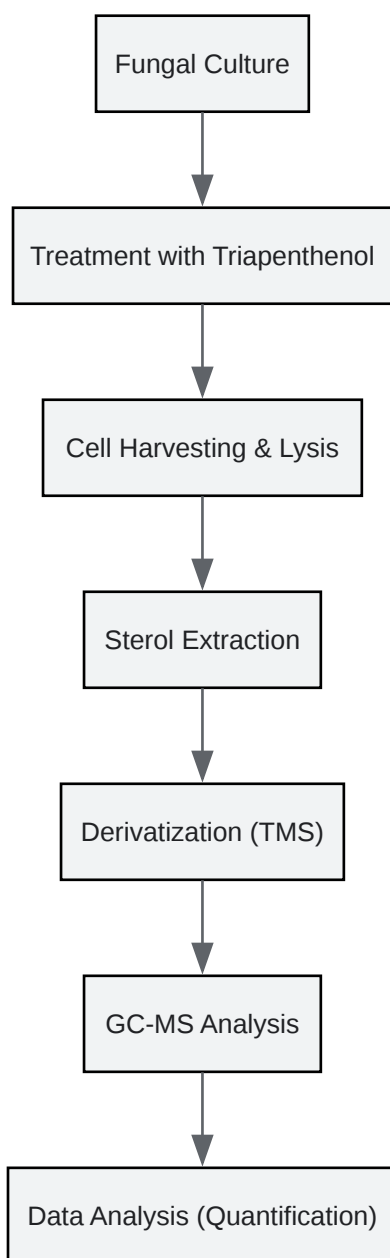 Fungal Culture
Treatment with Triapenthenol
Cell Harvesting & Lysis
Sterol Extraction
Derivatization (TMS)
GC-MS Analysis
Data Analysis (Quantification)